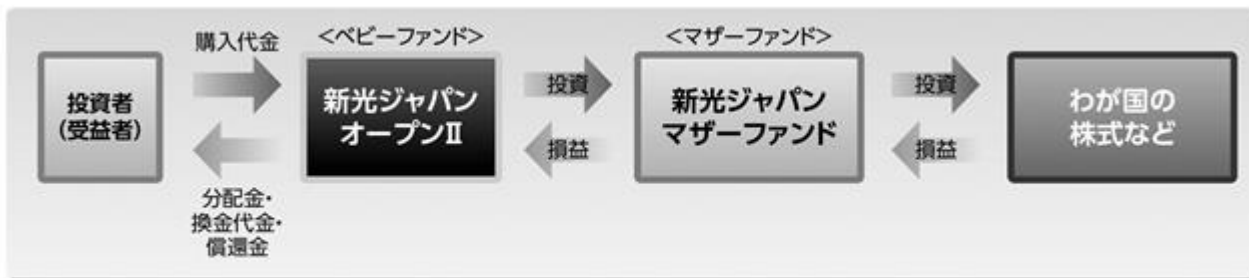 購入代金
<ベビーファンド>
<マザーファンド>
投資者
(受益者)
新光ジャパン
オープンⅡ
投資
損益
新光ジャパン
マザーファンド
投資
損益
わが国の
株式など
分配金・
換金代金・
償還金